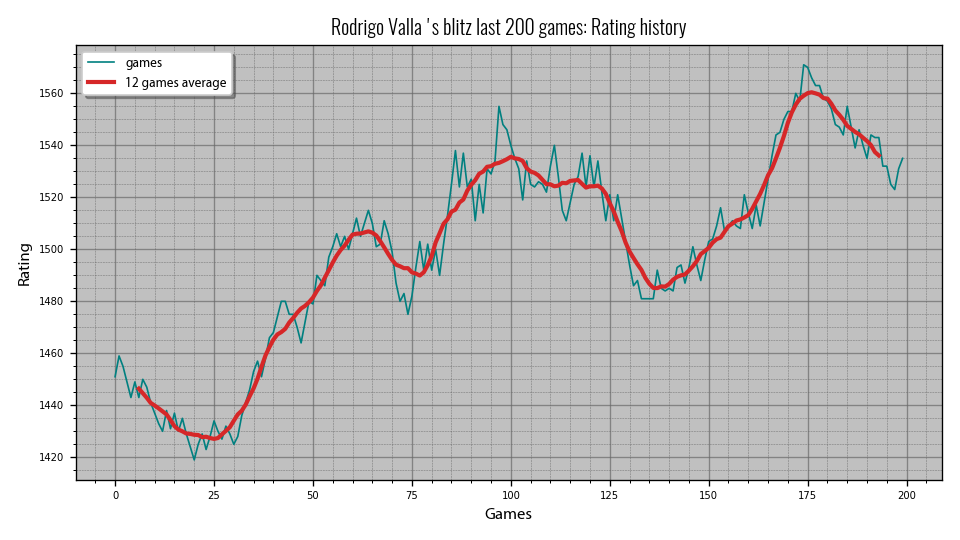 Rodrigo Valla 's blitz last 200 games: Rating history
games
12 games average
Rating
1560
1540
1520
1500
1480
1460
1440
1420
0 25 50 75 100 125 150 175 200
Games